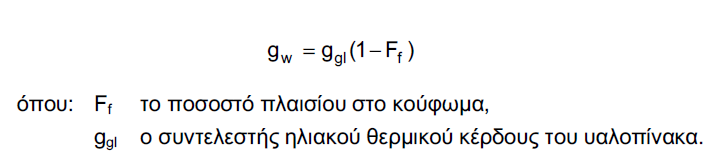 g_w = g_gl(1 − F_f)
όπου: F_f το ποσοστό πλαισίου στο κούφωμα,
g_gl ο συντελεστής ηλιακού θερμικού κέρδους του υαλοπίνακα.